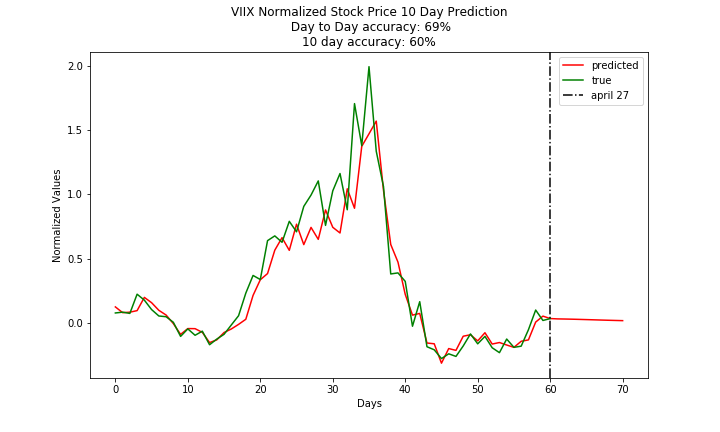 VIIX Normalized Stock Price 10 Day Prediction
Day to Day accuracy: 69%
10 day accuracy: 60%
predicted
true
april 27
2.0
1.5
1.0
0.5
0.0
Normalized Values
0 10 20 30 40 50 60 70
Days